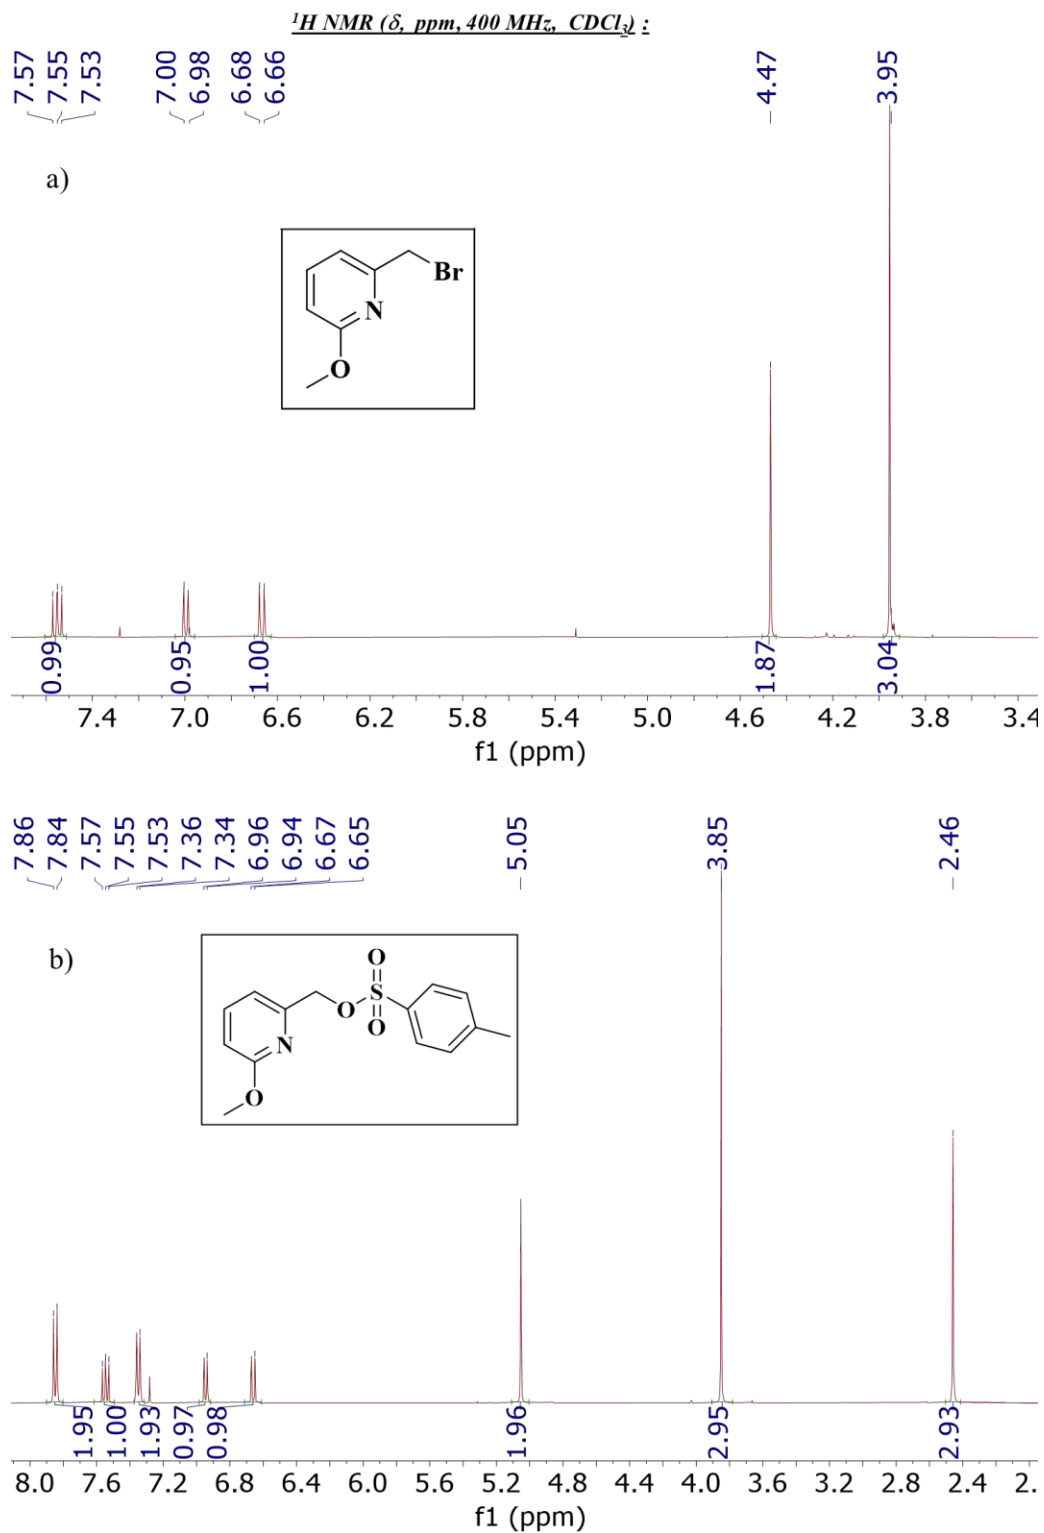 ¹H NMR (δ, ppm, 400 MHz, CDCl₃) :
7.57 7.55 7.53 7.00 6.98 6.68 6.66 4.47 3.95
a)
Br
N
O
0.99 0.95 1.00 1.87 3.04
7.4 7.0 6.6 6.2 5.8 5.4 5.0 4.6 4.2 3.8 3.4
f1 (ppm)
7.86 7.84 7.57 7.55 7.53 7.36 7.34 6.96 6.94 6.67 6.65 5.05 3.85 2.46
b)
O
S
O
O
N
O
1.95 1.00 1.93 0.97 0.98 1.96 2.95 2.93
8.0 7.6 7.2 6.8 6.4 6.0 5.6 5.2 4.8 4.4 4.0 3.6 3.2 2.8 2.4 2.
f1 (ppm)